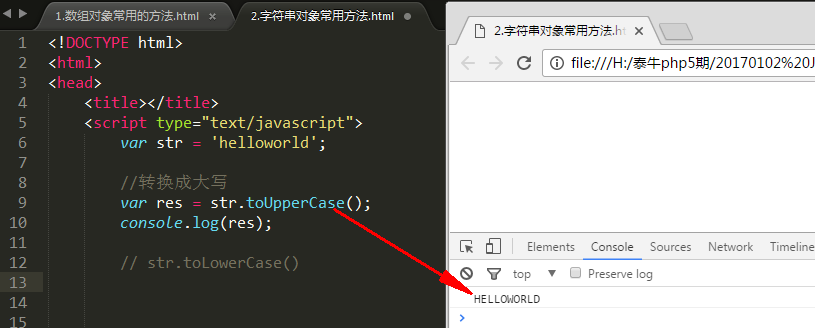 1.数组对象常用的方法.html
2.字符串对象常用方法.html
1 <!DOCTYPE html>
2 <html>
3 <head>
4 <title></title>
5 <script type="text/javascript">
6 var str = 'helloworld';
7
8 //转换成大写
9 var res = str.toUpperCase();
10 console.log(res);
11
12 // str.toLowerCase()
13
14
15
2.字符串对象常用方法.ht
file:///H:/泰牛php5期/20170102%20J
Elements Console Sources Network Timeline
top Preserve log
HELLOWORLD